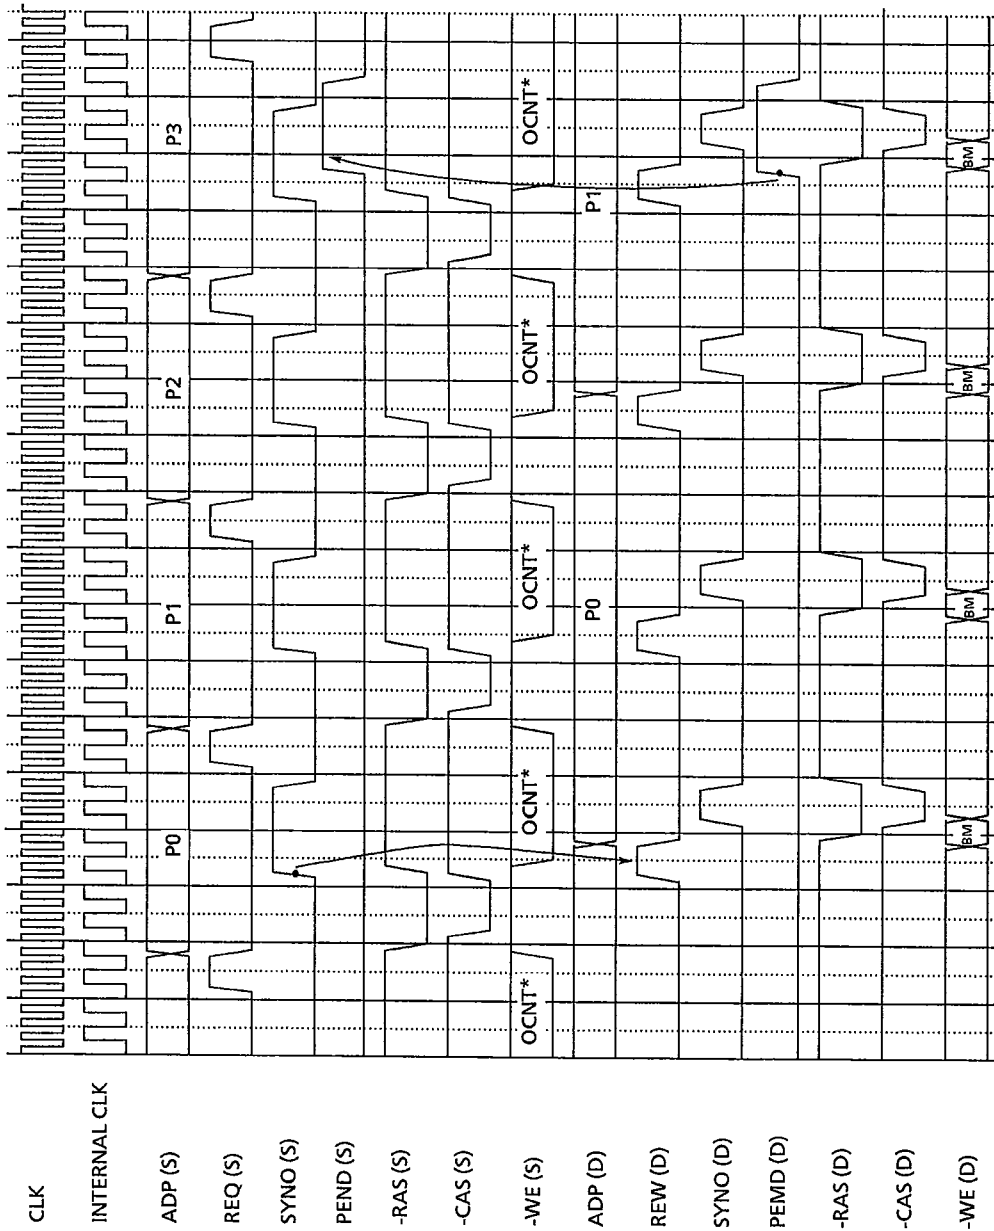 CLK
INTERNAL CLK
ADP (S) P0 P1 P2 P3
REQ (S)
SYNO (S)
PEND (S)
-RAS (S)
-CAS (S)
-WE (S) OCNT* OCNT* OCNT* OCNT* OCNT*
ADP (D) P0 P1
REW (D)
SYNO (D)
PEMD (D)
-RAS (D)
-CAS (D)
-WE (D) BM BM BM BM